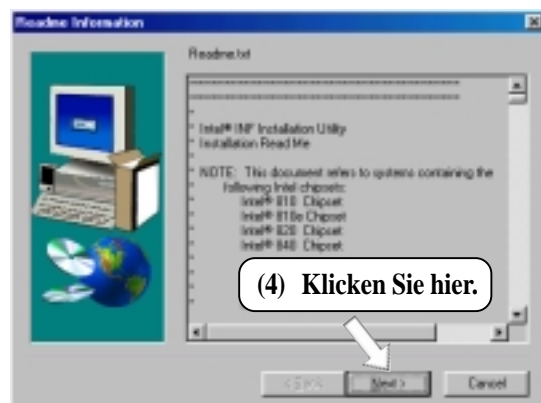 Readme Information
Readme.txt
Intel® INF Installation Utility
Installation Read Me
NOTE: This document refers to systems containing the
following Intel chipsets:
Intel® 810 Chipset
Intel® 810e Chipset
Intel® 820 Chipset
Intel® 840 Chipset
(4) Klicken Sie hier.
< Back
Next >
Cancel